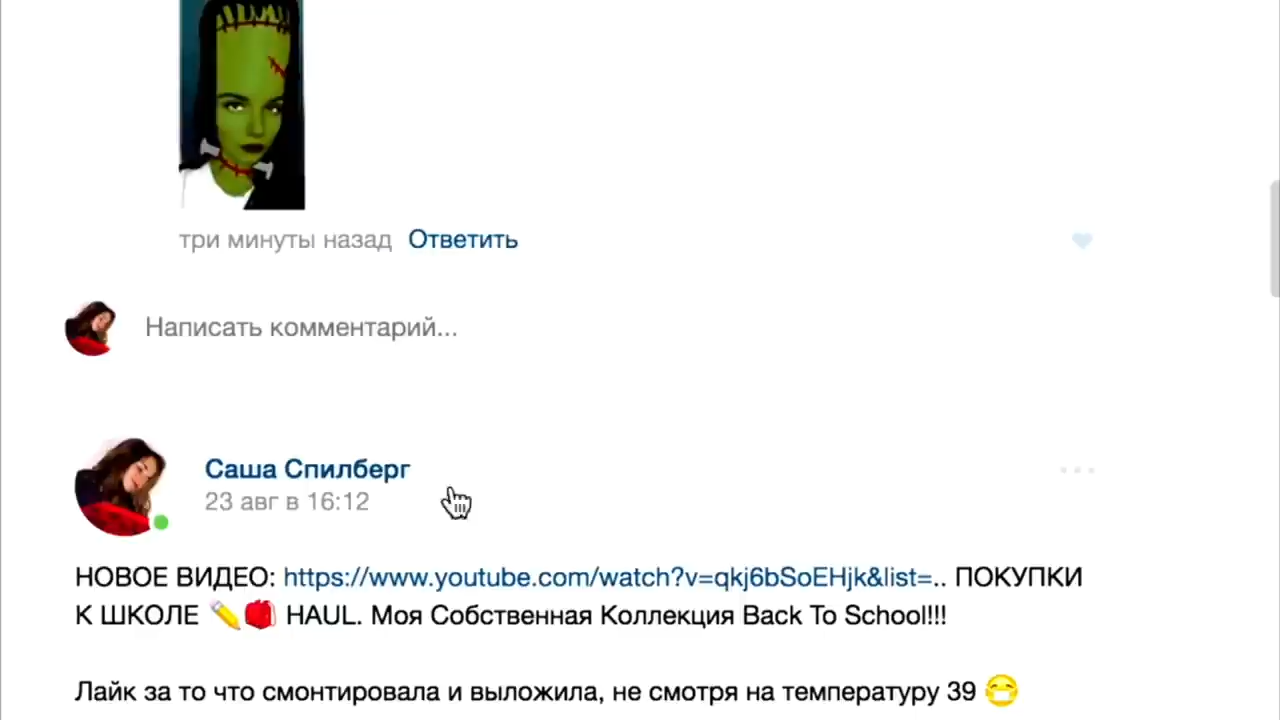 три минуты назад Ответить
Написать комментарий...
Саша Спилберг
23 авг в 16:12
НОВОЕ ВИДЕО: https://www.youtube.com/watch?v=qkj6bSoEHjk&list=.. ПОКУПКИ
К ШКОЛЕ ✏️🎒 HAUL. Моя Собственная Коллекция Back To School!!!
Лайк за то что смонтировала и выложила, не смотря на температуру 39 😷